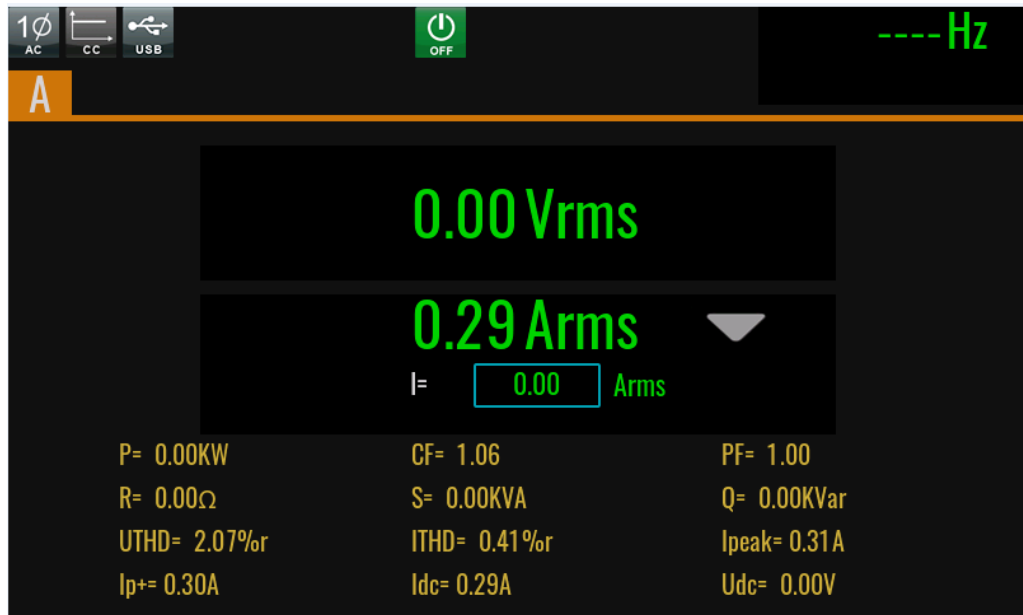 1Ø AC CC USB OFF ----Hz
A
0.00 Vrms
0.29 Arms
I= 0.00 Arms
P= 0.00KW CF= 1.06 PF= 1.00
R= 0.00Ω S= 0.00KVA Q= 0.00KVar
UTHD= 2.07%r ITHD= 0.41%r Ipeak= 0.31A
Ip+= 0.30A Idc= 0.29A Udc= 0.00V